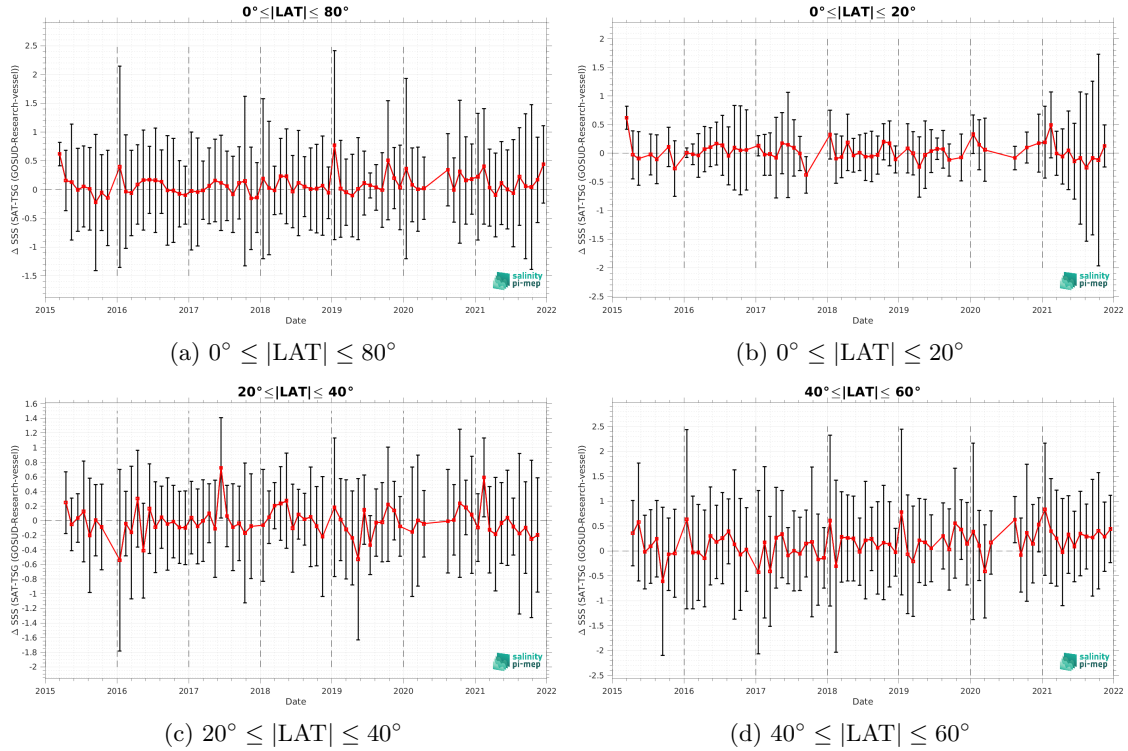 0°≤|LAT|≤ 80°
Δ SSS (SAT-TSG (GOSUD-Research-vessel))
2.5
2
1.5
1
0.5
0
-0.5
-1
-1.5
2015 2016 2017 2018 2019 2020 2021 2022
Date
salinity
pi-mep
(a) 0° ≤ |LAT| ≤ 80°
0°≤|LAT|≤ 20°
Δ SSS (SAT-TSG (GOSUD-Research-vessel))
2
1.5
1
0.5
0
-0.5
-1
-1.5
-2
-2.5
2015 2016 2017 2018 2019 2020 2021 2022
Date
salinity
pi-mep
(b) 0° ≤ |LAT| ≤ 20°
20°≤|LAT|≤ 40°
Δ SSS (SAT-TSG (GOSUD-Research-vessel))
1.6
1.4
1.2
1
0.8
0.6
0.4
0.2
0
-0.2
-0.4
-0.6
-0.8
-1
-1.2
-1.4
-1.6
-1.8
-2
2015 2016 2017 2018 2019 2020 2021 2022
Date
salinity
pi-mep
(c) 20° ≤ |LAT| ≤ 40°
40°≤|LAT|≤ 60°
Δ SSS (SAT-TSG (GOSUD-Research-vessel))
2.5
2
1.5
1
0.5
0
-0.5
-1
-1.5
-2
-2.5
2015 2016 2017 2018 2019 2020 2021 2022
Date
salinity
pi-mep
(d) 40° ≤ |LAT| ≤ 60°